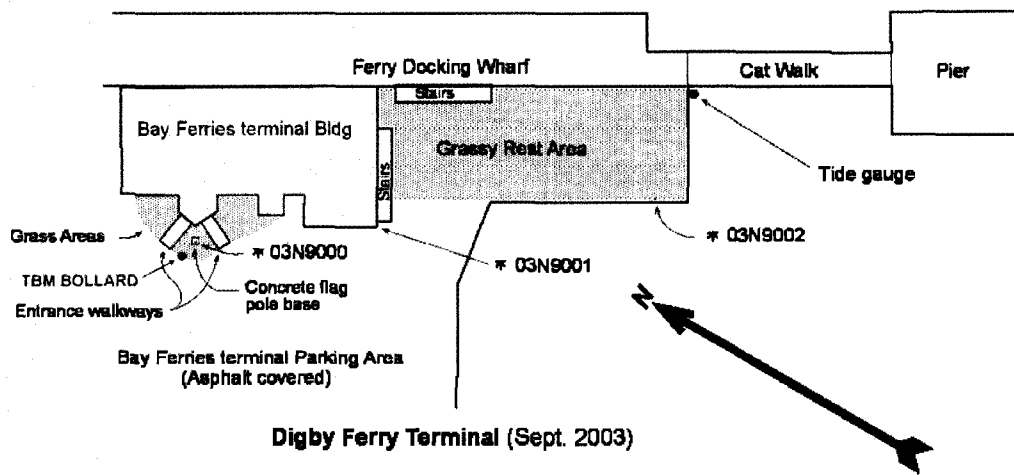 Ferry Docking Wharf
Cat Walk
Pier
Stairs
Bay Ferries terminal Bldg
Grassy Rest Area
Stairs
Tide gauge
Grass Areas
* 03N9000
* 03N9001
* 03N9002
TBM BOLLARD
Concrete flag
pole base
Entrance walkways
N
Bay Ferries terminal Parking Area
(Asphalt covered)
Digby Ferry Terminal (Sept. 2003)